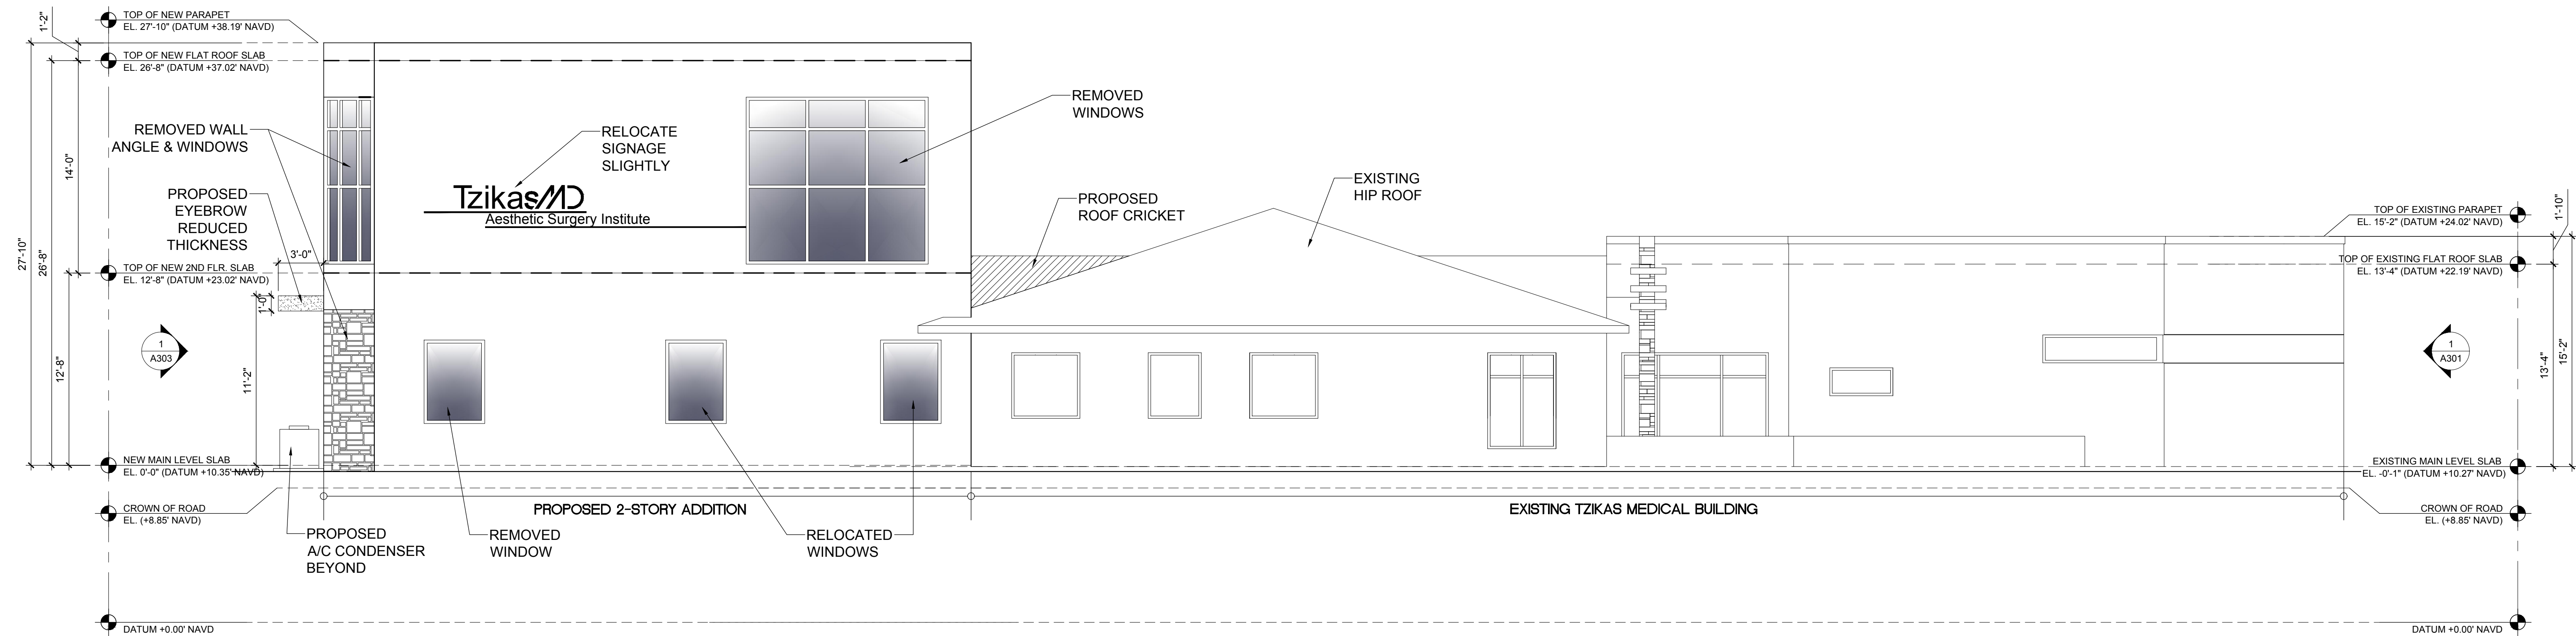 TOP OF NEW PARAPET
EL. 27'-10" (DATUM +38.19' NAVD)
1'-2"
TOP OF NEW FLAT ROOF SLAB
EL. 26'-8" (DATUM +37.02' NAVD)
27'-10"
26'-8"
14'-0"
12'-8"
REMOVED WALL
ANGLE & WINDOWS
PROPOSED
EYEBROW
REDUCED
THICKNESS
3'-0"
TOP OF NEW 2ND FLR. SLAB
EL. 12'-8" (DATUM +23.02' NAVD)
1'-0"
11'-2"
1
A303
RELOCATE
SIGNAGE
SLIGHTLY
TzikasMD
Aesthetic Surgery Institute
REMOVED
WINDOWS
PROPOSED
ROOF CRICKET
EXISTING
HIP ROOF
TOP OF EXISTING PARAPET
EL. 15'-2" (DATUM +24.02' NAVD)
1'-10"
TOP OF EXISTING FLAT ROOF SLAB
EL. 13'-4" (DATUM +22.19' NAVD)
1
A301
13'-4"
15'-2"
NEW MAIN LEVEL SLAB
EL. 0'-0" (DATUM +10.35' NAVD)
EXISTING MAIN LEVEL SLAB
EL. -0'-1" (DATUM +10.27' NAVD)
CROWN OF ROAD
EL. (+8.85' NAVD)
PROPOSED 2-STORY ADDITION
EXISTING TZIKAS MEDICAL BUILDING
CROWN OF ROAD
EL. (+8.85' NAVD)
PROPOSED
A/C CONDENSER
BEYOND
REMOVED
WINDOW
RELOCATED
WINDOWS
DATUM +0.00' NAVD
DATUM +0.00' NAVD